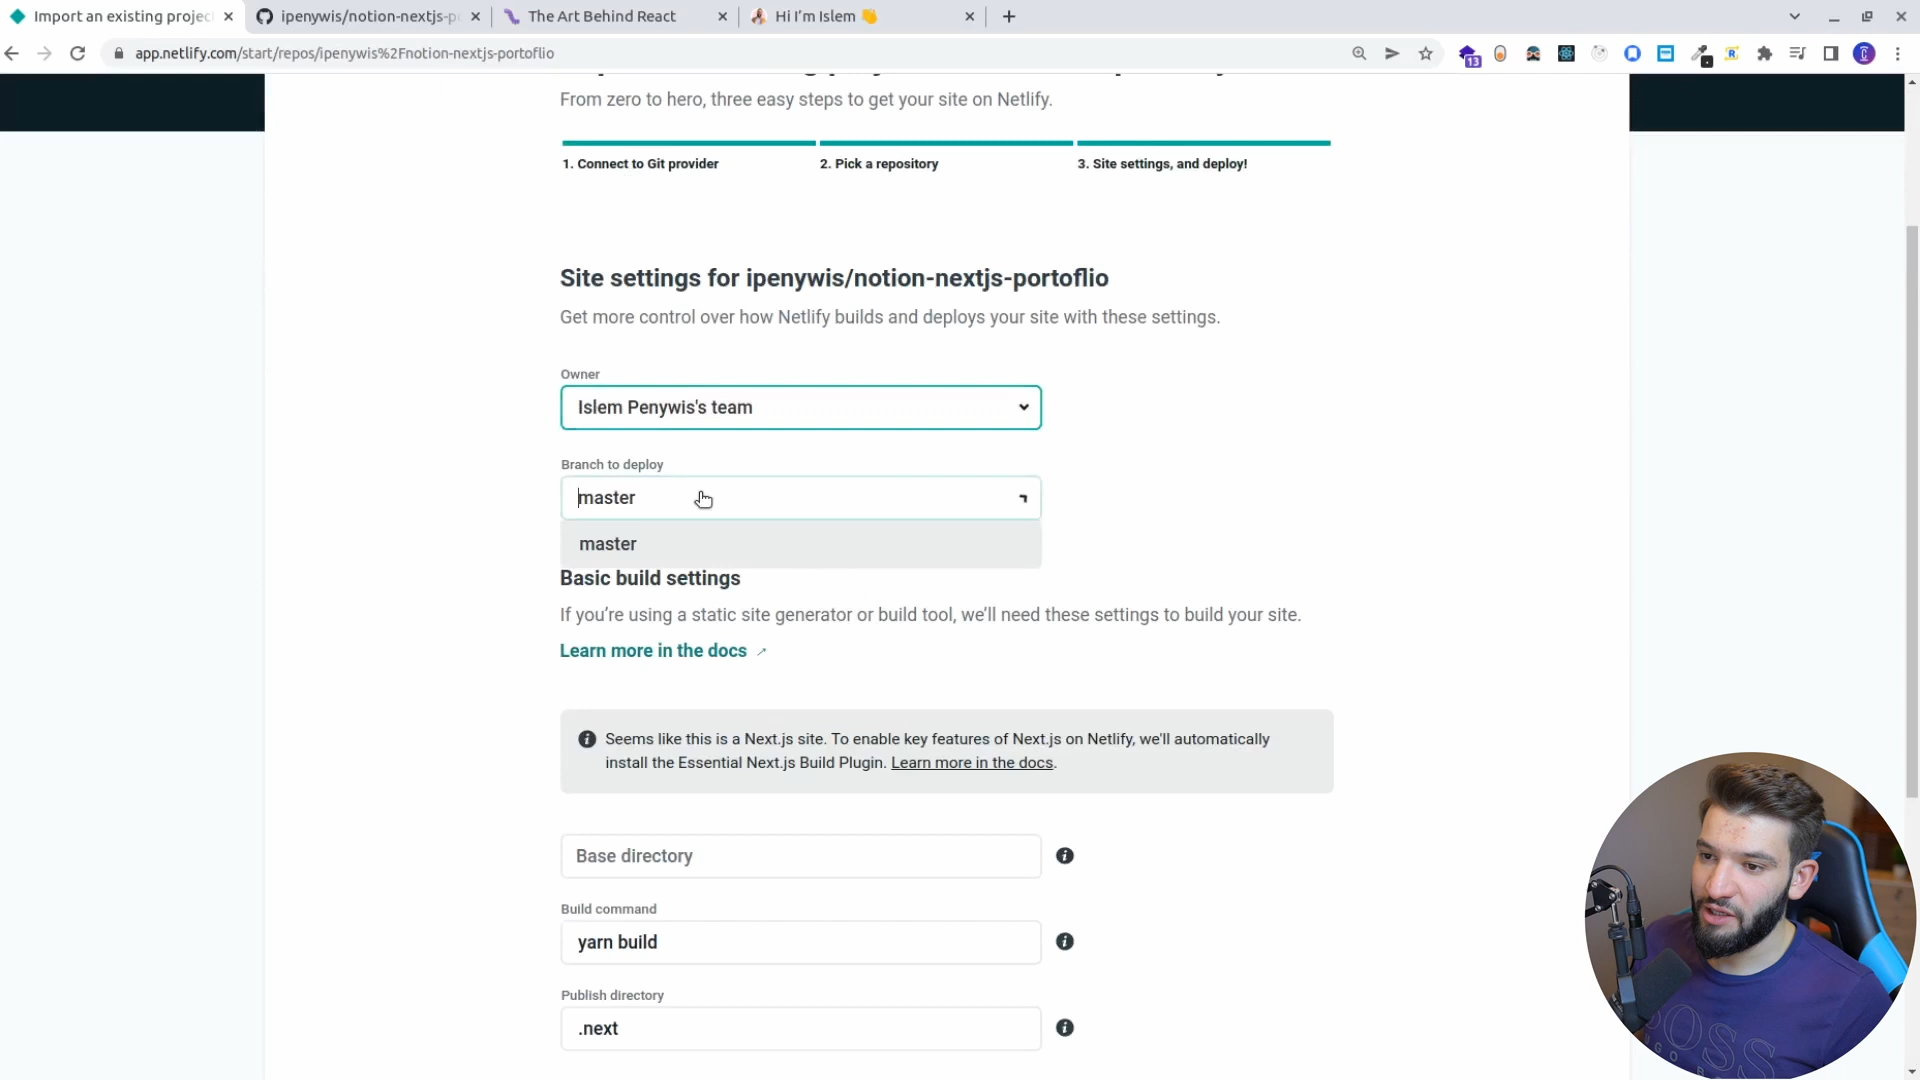 Import an existing projec
ipenywis/notion-nextjs-p
The Art Behind React
Hi I'm Islem 👋
app.netlify.com/start/repos/ipenywis%2Fnotion-nextjs-portoflio
13
From zero to hero, three easy steps to get your site on Netlify.
1. Connect to Git provider
2. Pick a repository
3. Site settings, and deploy!
Site settings for ipenywis/notion-nextjs-portoflio
Get more control over how Netlify builds and deploys your site with these settings.
Owner
Islem Penywis's team
Branch to deploy
master
master
Basic build settings
If you're using a static site generator or build tool, we'll need these settings to build your site.
Learn more in the docs
Seems like this is a Next.js site. To enable key features of Next.js on Netlify, we'll automatically
install the Essential Next.js Build Plugin. Learn more in the docs.
Base directory
Build command
yarn build
Publish directory
.next